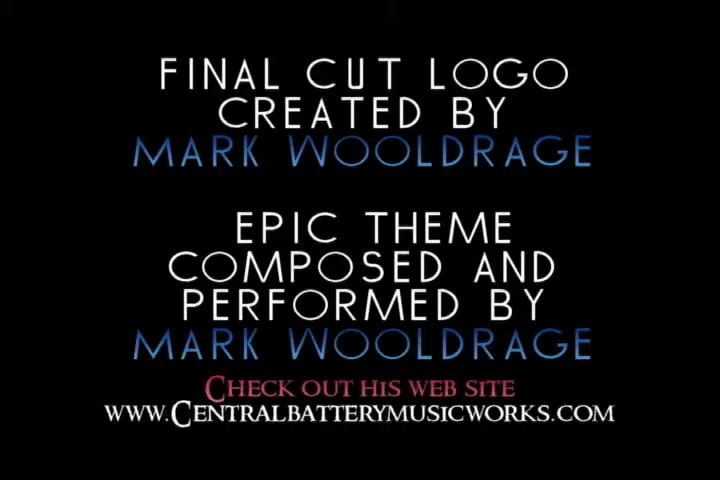 FINAL CUT LOGO
CREATED BY
MARK WOOLDRAGE
EPIC THEME
COMPOSED AND
PERFORMED BY
MARK WOOLDRAGE
CHECK OUT HIS WEB SITE
WWW.CENTRALBATTERYMUSICWORKS.COM